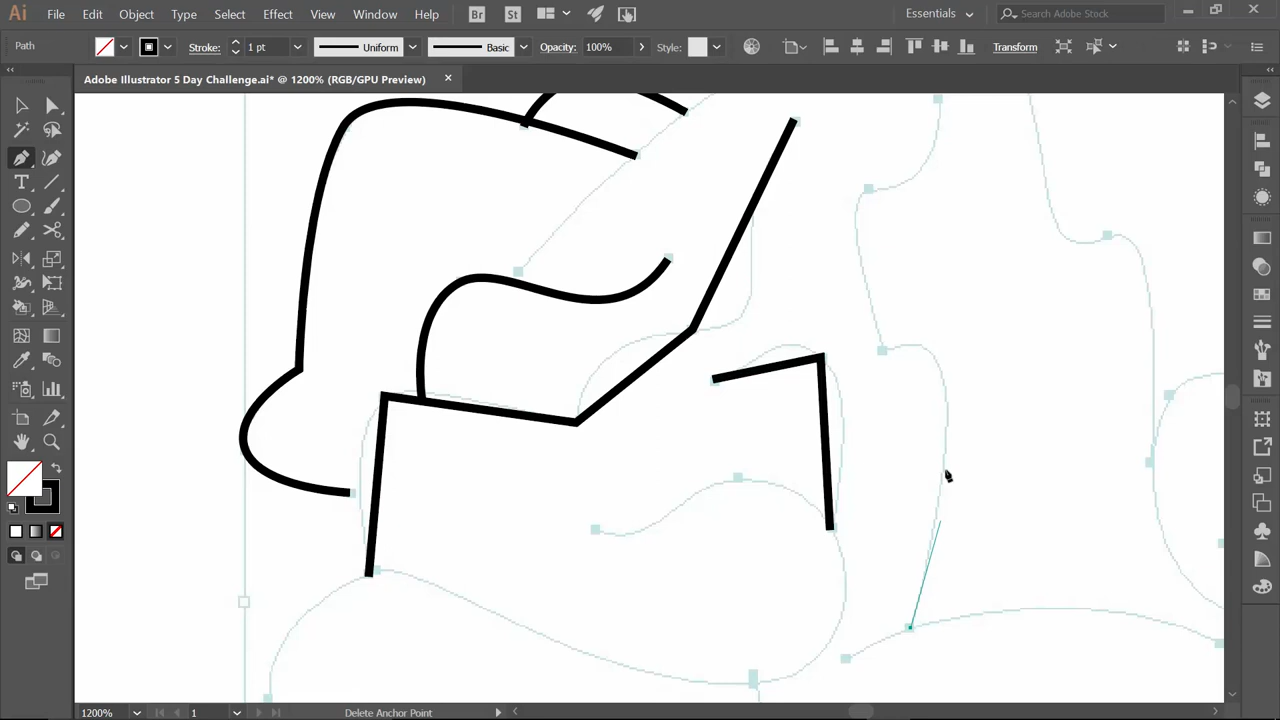 Ai File Edit Object Type Select Effect View Window Help Br St Essentials Search Adobe Stock
Path Stroke: 1 pt Uniform Basic Opacity: 100% Style: Transform
Adobe Illustrator 5 Day Challenge.ai* @ 1200% (RGB/GPU Preview)
1200% 1 Delete Anchor Point